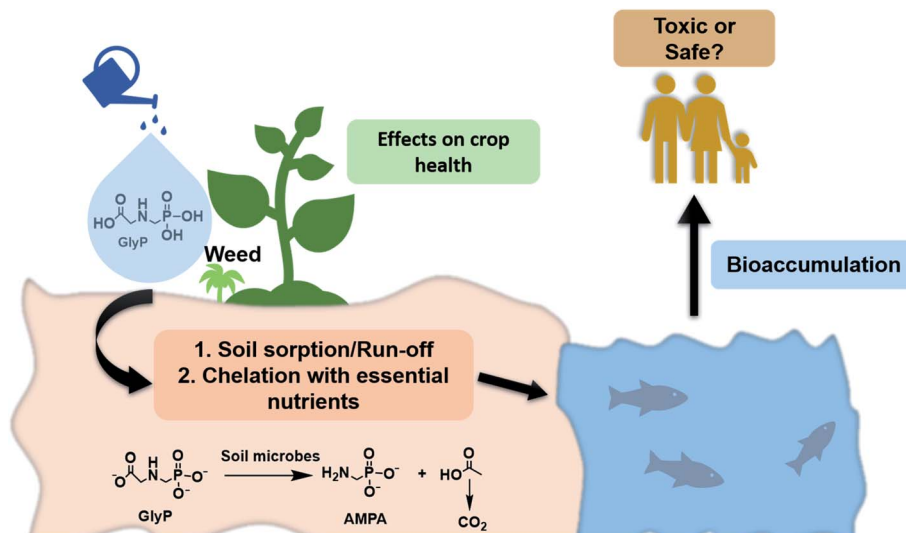 Toxic or
Safe?
Effects on crop
health
O
H
N
O
P
HO
OH
OH
GlyP
Weed
Bioaccumulation
1. Soil sorption/Run-off
2. Chelation with essential
nutrients
O
H
N
O
P
-O
O-
O-
GlyP
Soil microbes
H2N
O
P
O-
O-
AMPA
+
O
HO
CO2